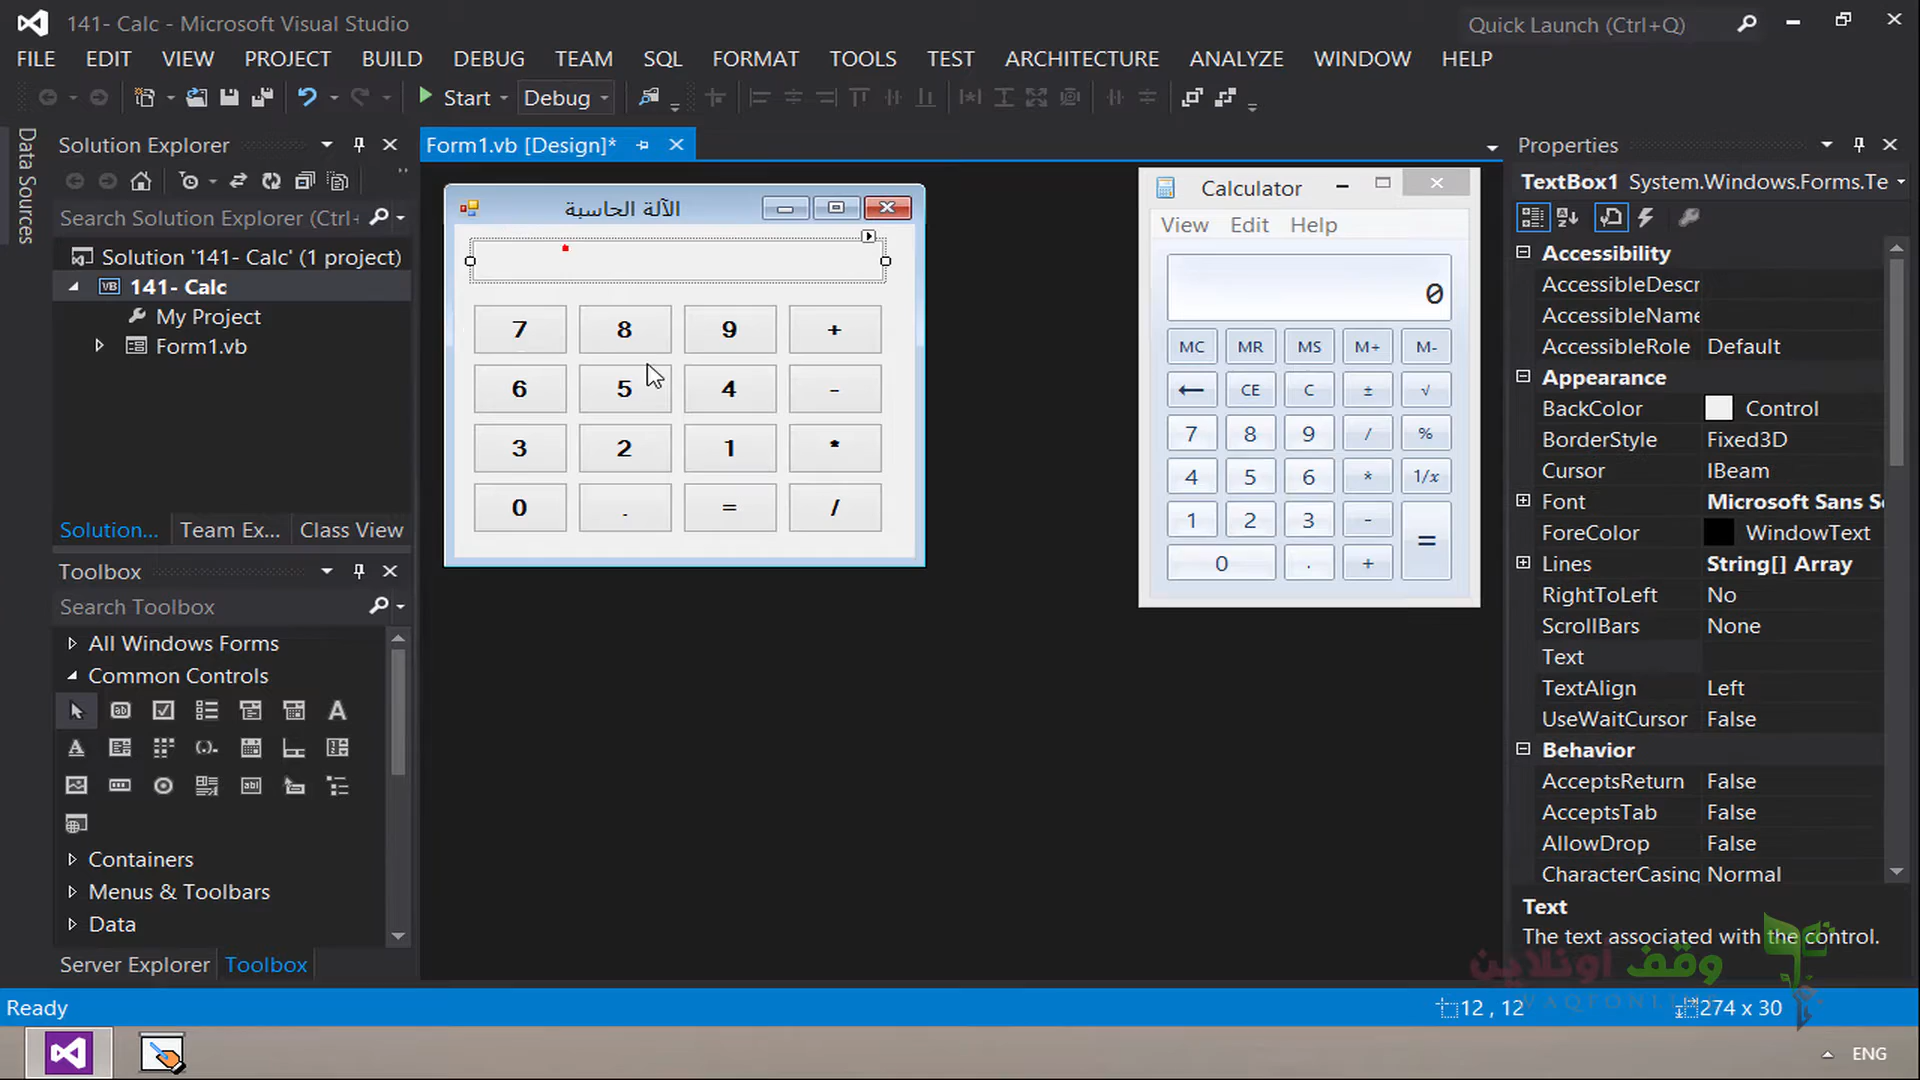 141- Calc - Microsoft Visual Studio
Quick Launch (Ctrl+Q)
FILE EDIT VIEW PROJECT BUILD DEBUG TEAM SQL FORMAT TOOLS TEST ARCHITECTURE ANALYZE WINDOW HELP
Start Debug
Data Sources
Solution Explorer
Search Solution Explorer (Ctrl+
Solution '141- Calc' (1 project)
VB 141- Calc
My Project
Form1.vb
Solution... Team Ex... Class View
Toolbox
Search Toolbox
All Windows Forms
Common Controls
Containers
Menus & Toolbars
Data
Server Explorer Toolbox
Form1.vb [Design]*
الآلة الحاسبة
7 8 9 +
6 5 4 -
3 2 1 *
0 . = /
Calculator
View Edit Help
0
MC MR MS M+ M-
← CE C ± √
7 8 9 / %
4 5 6 * 1/x
1 2 3 - =
0 . +
Properties
TextBox1 System.Windows.Forms.Te
Accessibility
AccessibleDescr
AccessibleName
AccessibleRole Default
Appearance
BackColor Control
BorderStyle Fixed3D
Cursor IBeam
Font Microsoft Sans S
ForeColor WindowText
Lines String[] Array
RightToLeft No
ScrollBars None
Text
TextAlign Left
UseWaitCursor False
Behavior
AcceptsReturn False
AcceptsTab False
AllowDrop False
CharacterCasing Normal
Text
The text associated with the control.
وقف أونلاين
VAQFONLINE
Ready
12 , 12
274 x 30
ENG